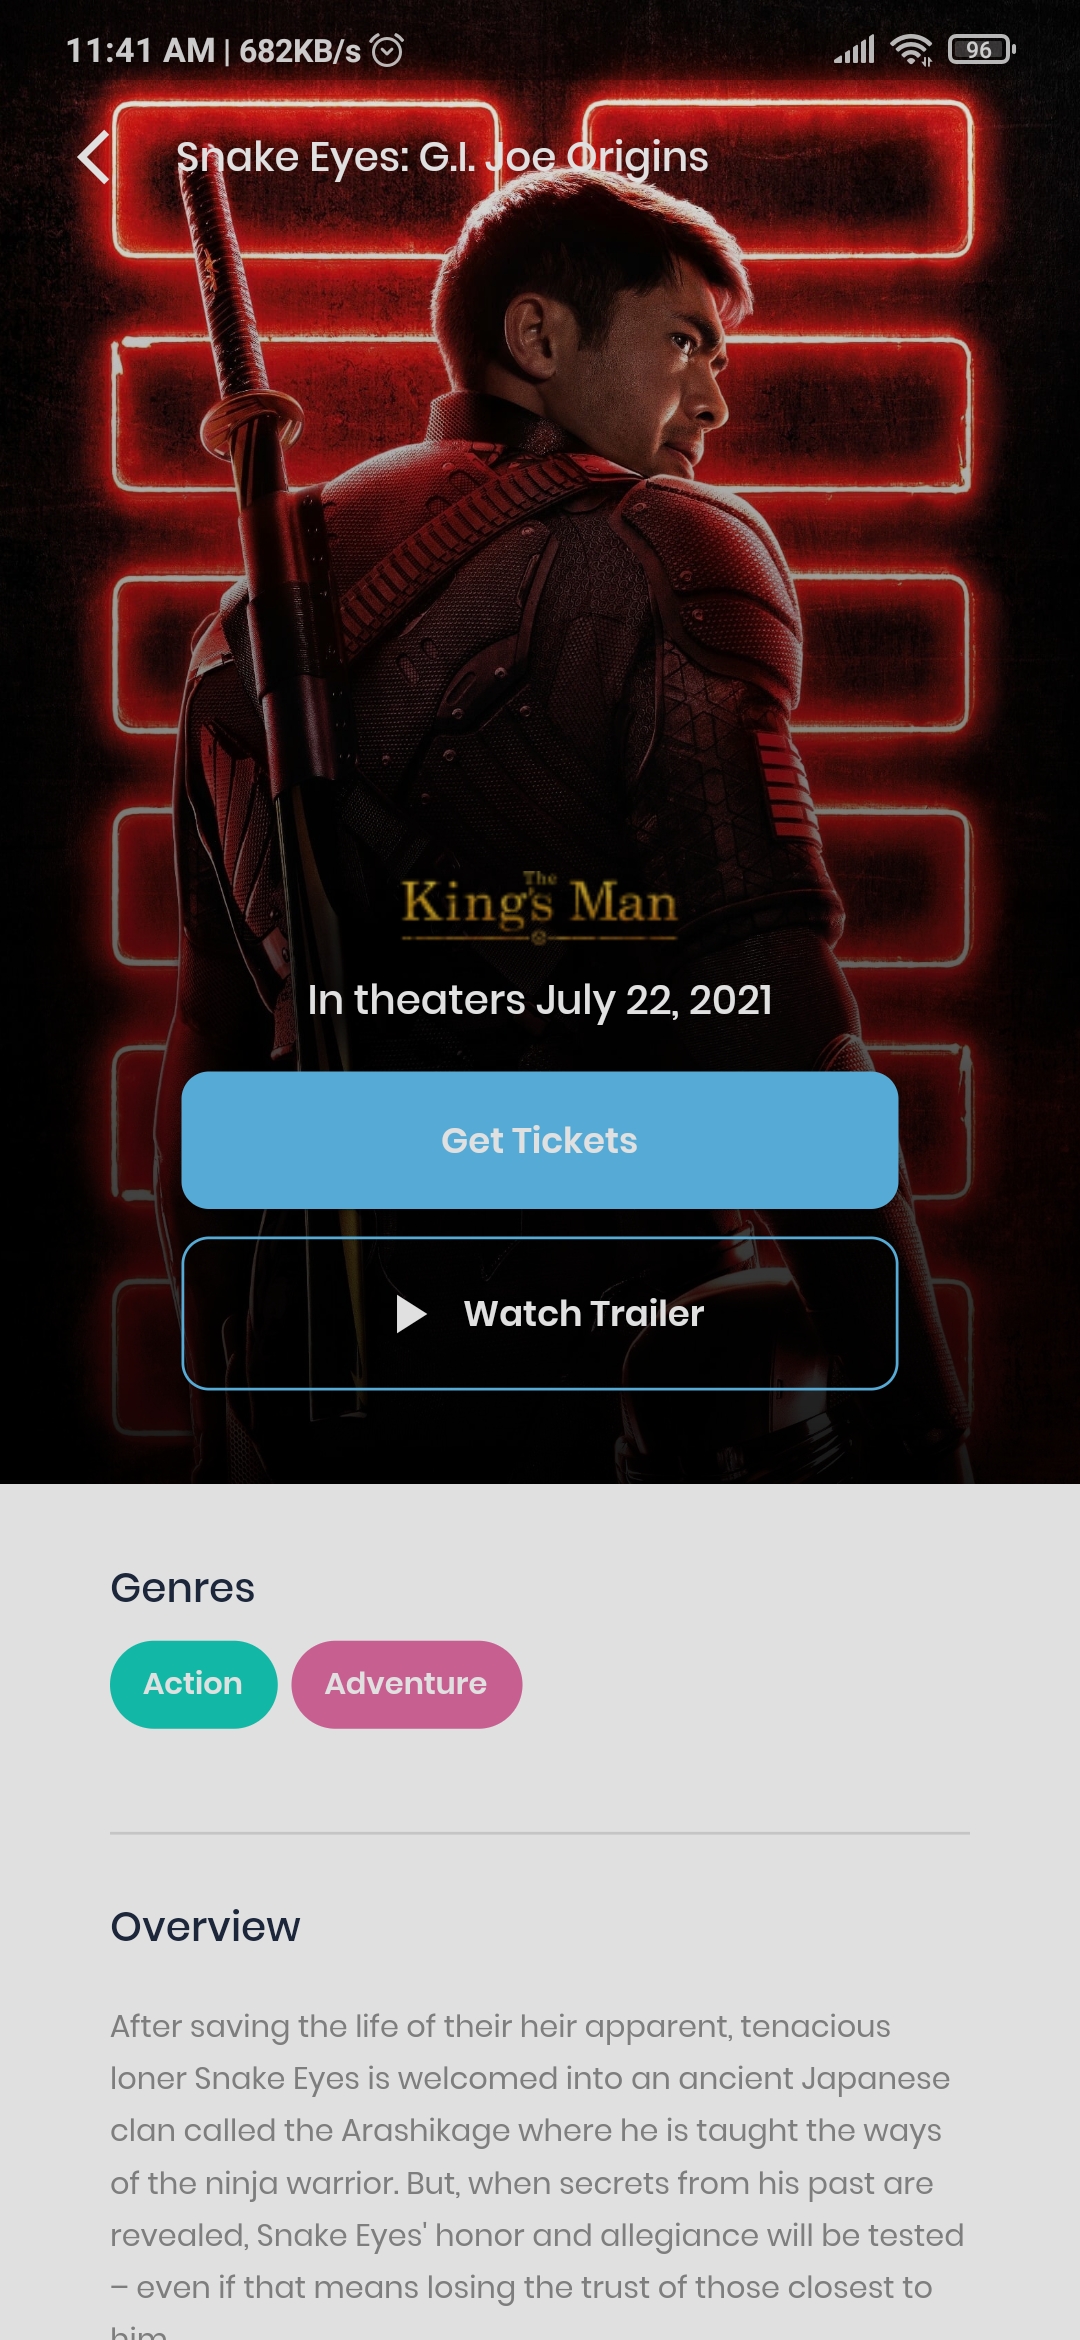 11:41 AM | 682KB/s
96
Snake Eyes: G.I. Joe Origins
The
King's Man
In theaters July 22, 2021
Get Tickets
Watch Trailer
Genres
Action Adventure
Overview
After saving the life of their heir apparent, tenacious
loner Snake Eyes is welcomed into an ancient Japanese
clan called the Arashikage where he is taught the ways
of the ninja warrior. But, when secrets from his past are
revealed, Snake Eyes' honor and allegiance will be tested
– even if that means losing the trust of those closest to
him.